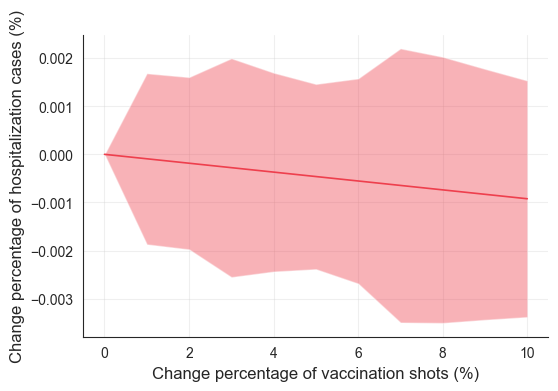 Change percentage of hospitalization cases (%)
0.002
0.001
0.000
−0.001
−0.002
−0.003
0 2 4 6 8 10
Change percentage of vaccination shots (%)